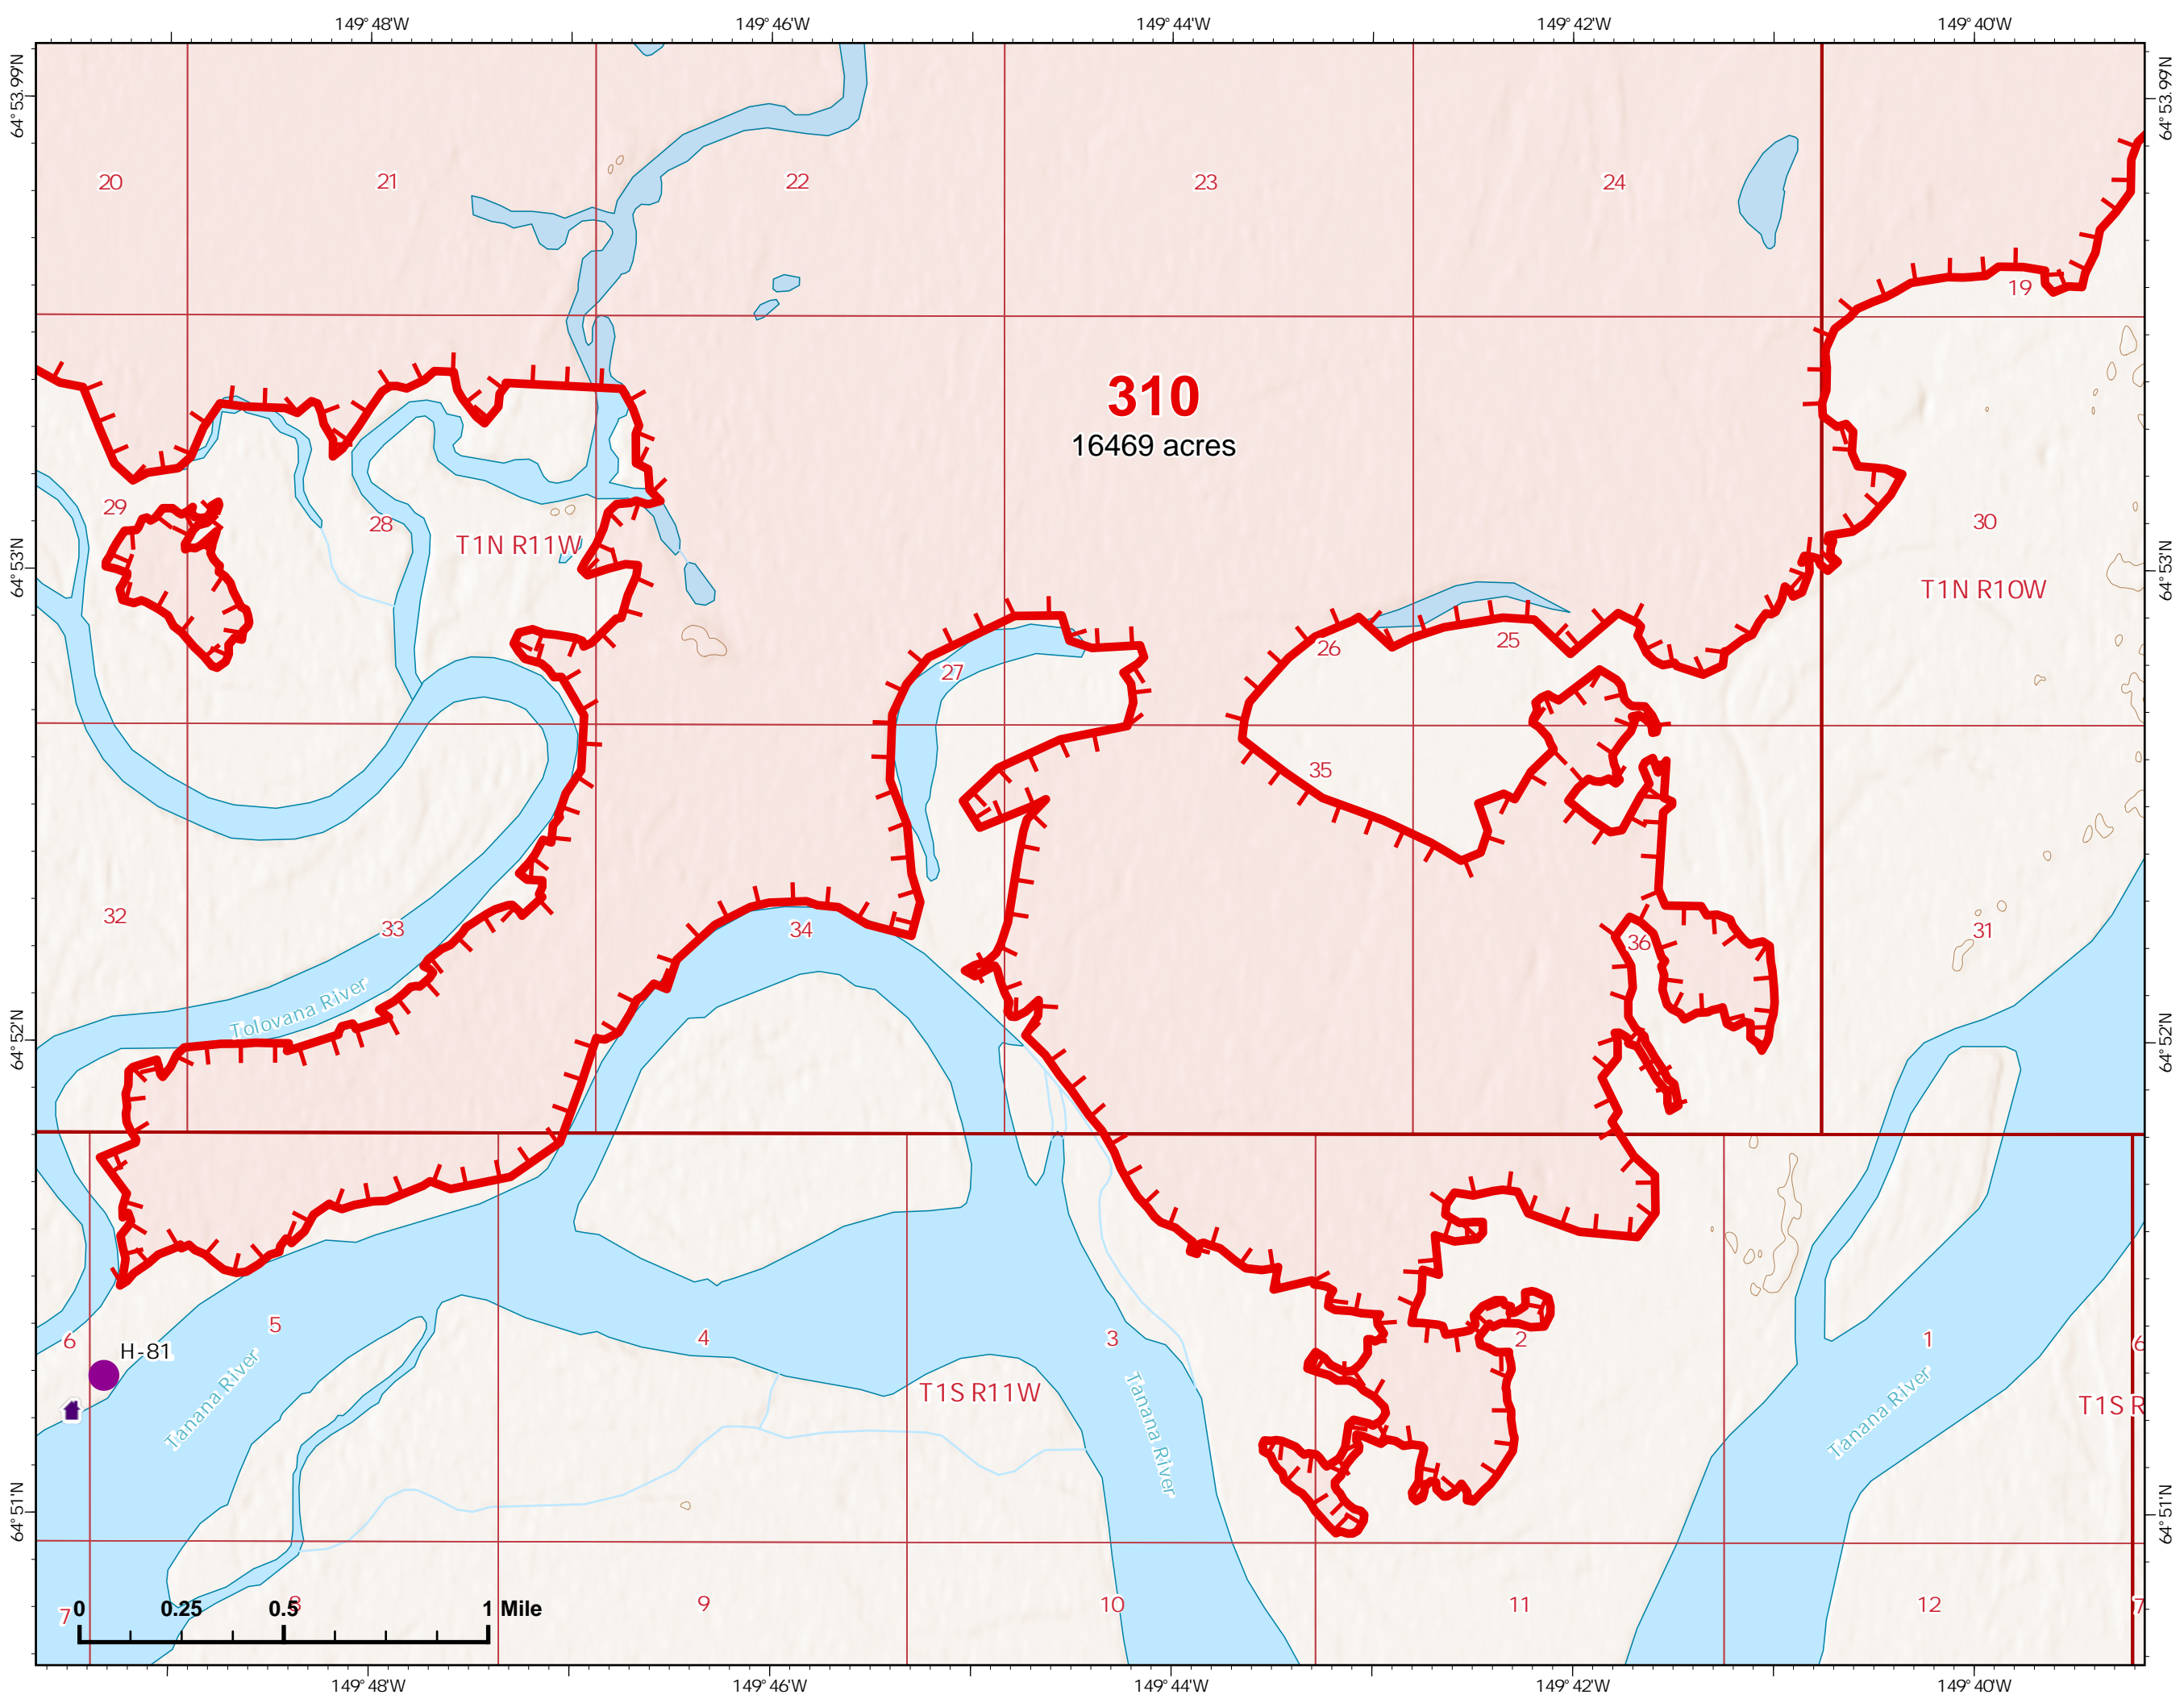 149°48'W
149°46'W
149°44'W
149°42'W
149°40'W
64°53.99'N
64°53.99'N
20
21
22
23
24
19
310
16469 acres
29
28
T1N R11W
30
64°53'N
64°53'N
T1N R10W
27
26
25
35
32
33
34
36
31
Tolovana River
64°52'N
64°52'N
6
5
4
3
2
1
6
H-81
Tanana River
T1S R11W
Tanana River
Tanana River
T1S R
64°51'N
64°51'N
7
8
9
10
11
12
7
0
0.25
0.5
1 Mile
149°48'W
149°46'W
149°44'W
149°42'W
149°40'W